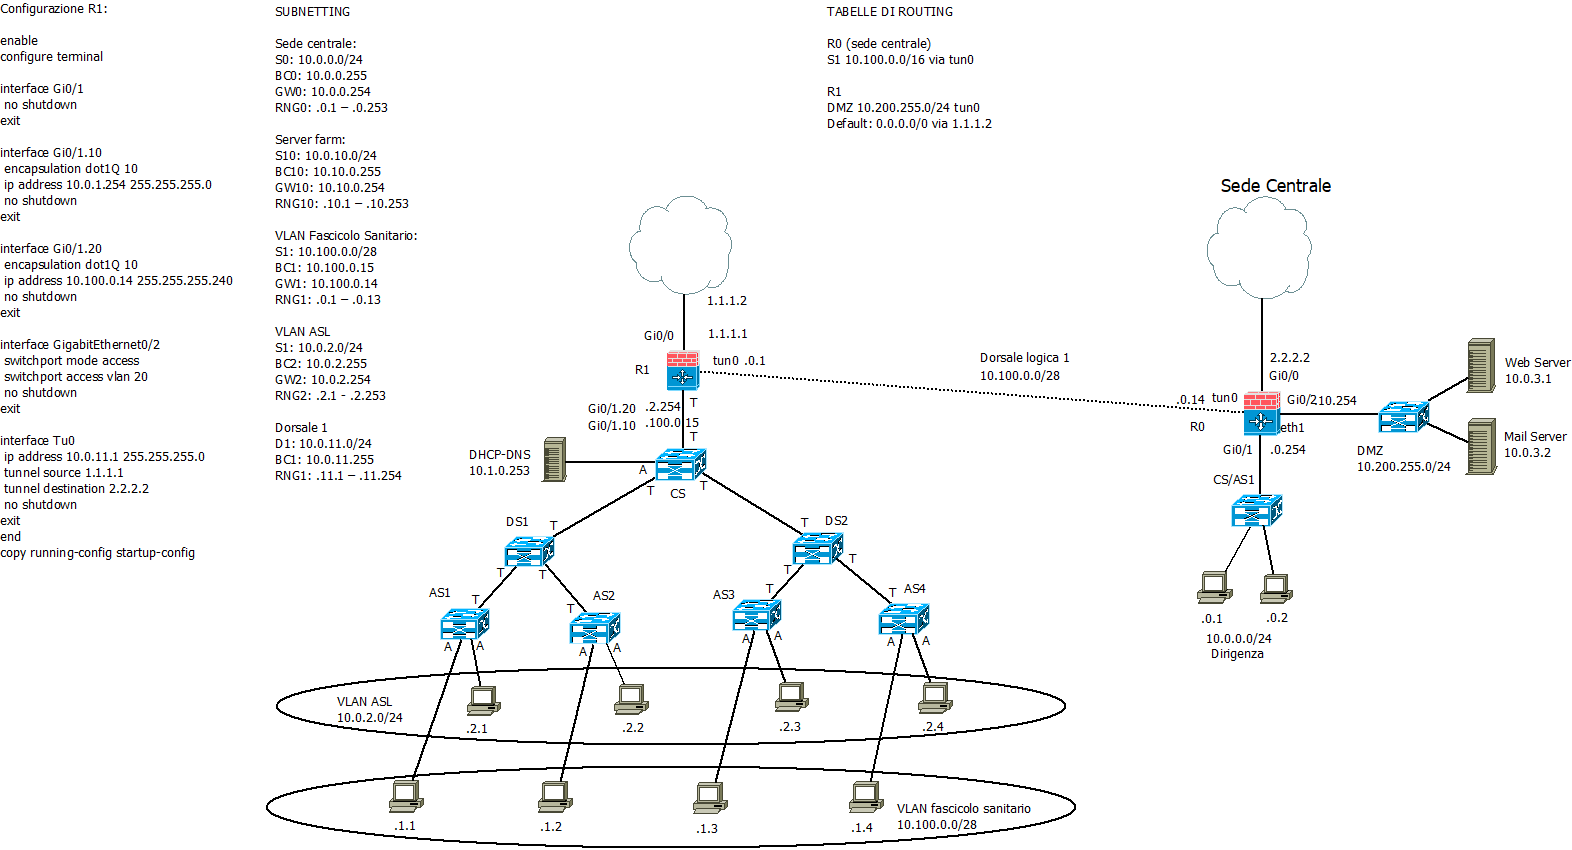 Configurazione R1:
enable
configure terminal
interface Gi0/1
no shutdown
exit
interface Gi0/1.10
encapsulation dot1Q 10
ip address 10.0.1.254 255.255.255.0
no shutdown
exit
interface Gi0/1.20
encapsulation dot1Q 10
ip address 10.100.0.14 255.255.255.240
no shutdown
exit
interface GigabitEthernet0/2
switchport mode access
switchport access vlan 20
no shutdown
exit
interface Tu0
ip address 10.0.11.1 255.255.255.0
tunnel source 1.1.1.1
tunnel destination 2.2.2.2
no shutdown
exit
end
copy running-config startup-config
SUBNETTING
Sede centrale:
S0: 10.0.0.0/24
BC0: 10.0.0.255
GW0: 10.0.0.254
RNG0: .0.1 – .0.253
Server farm:
S10: 10.0.10.0/24
BC10: 10.10.0.255
GW10: 10.10.0.254
RNG10: .10.1 – .10.253
VLAN Fascicolo Sanitario:
S1: 10.100.0.0/28
BC1: 10.100.0.15
GW1: 10.100.0.14
RNG1: .0.1 – .0.13
VLAN ASL
S1: 10.0.2.0/24
BC2: 10.0.2.255
GW2: 10.0.2.254
RNG2: .2.1 - .2.253
Dorsale 1
D1: 10.0.11.0/24
BC1: 10.0.11.255
RNG1: .11.1 – .11.254
TABELLE DI ROUTING
R0 (sede centrale)
S1 10.100.0.0/16 via tun0
R1
DMZ 10.200.255.0/24 tun0
Default: 0.0.0.0/0 via 1.1.1.2
Sede Centrale
1.1.1.2
Gi0/0
1.1.1.1
R1
tun0 .0.1
T
Gi0/1.20
.2.254
Gi0/1.10
.100.0.15
T
Dorsale logica 1
10.100.0.0/28
2.2.2.2
Gi0/0
.0.14
tun0
Gi0/2
10.254
R0
eth1
Gi0/1
.0.254
Web Server
10.0.3.1
Mail Server
10.0.3.2
DMZ
10.200.255.0/24
CS/AS1
.0.1
.0.2
10.0.0.0/24
Dirigenza
DHCP-DNS
10.1.0.253
A
T
T
CS
DS1
T
T
T
DS2
T
T
T
T
AS1
T
A
A
AS2
T
A
A
AS3
T
A
A
AS4
T
A
A
VLAN ASL
10.0.2.0/24
.2.1
.2.2
.2.3
.2.4
.1.1
.1.2
.1.3
.1.4
VLAN fascicolo sanitario
10.100.0.0/28